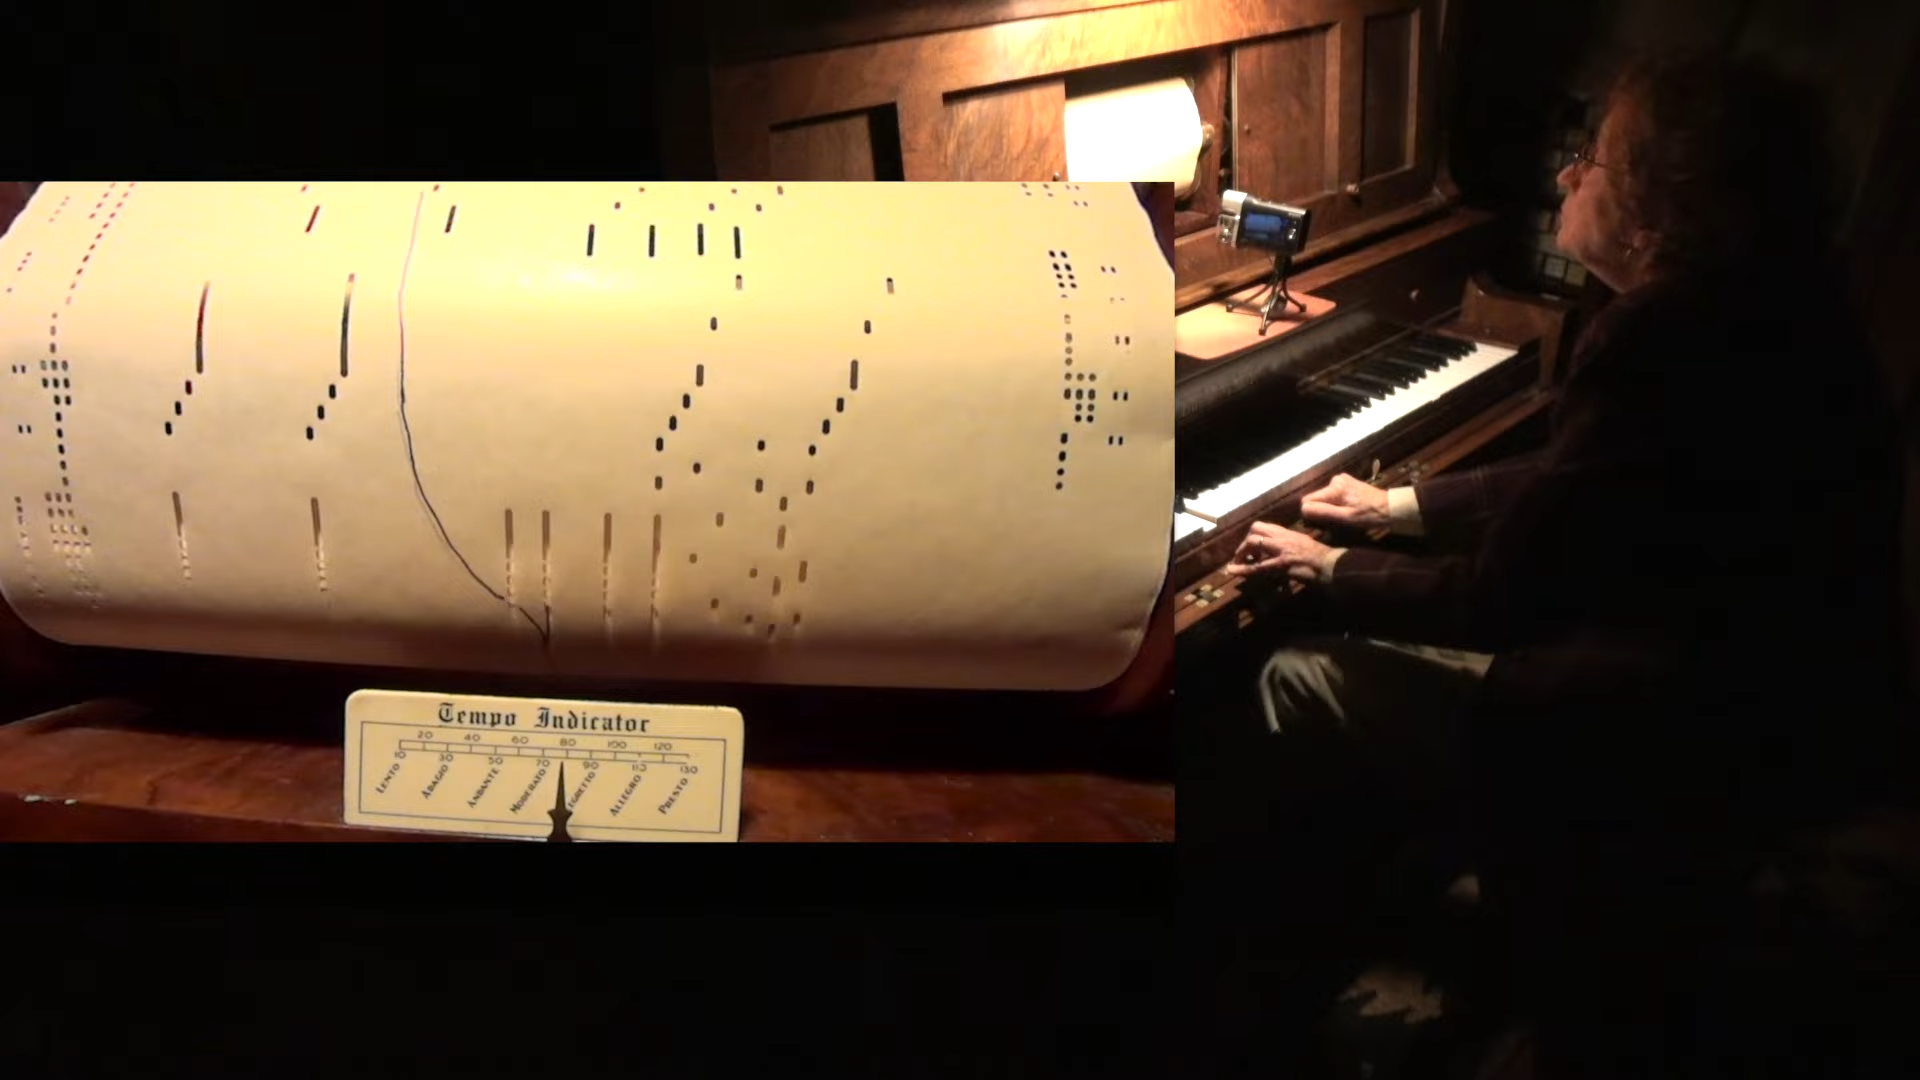 Tempo Indicator
20 40 60 80 100 120
10 30 50 70 90 110 130
LENTO ADAGIO ANDANTE MODERATO EGRETTO ALLEGRO PRESTO